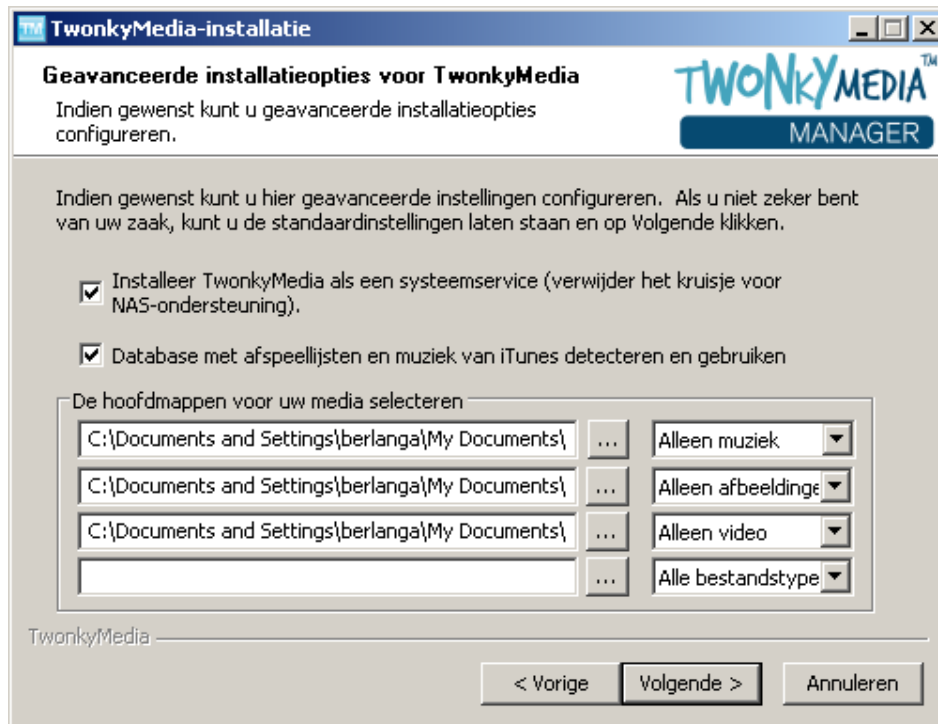 TM TwonkyMedia-installatie
Geavanceerde installatieopties voor TwonkyMedia
Indien gewenst kunt u geavanceerde installatieopties
configureren.
TWONKYMEDIA™
MANAGER
Indien gewenst kunt u hier geavanceerde instellingen configureren. Als u niet zeker bent
van uw zaak, kunt u de standaardinstellingen laten staan en op Volgende klikken.
Installeer TwonkyMedia als een systeemservice (verwijder het kruisje voor
NAS-ondersteuning).
Database met afspeellijsten en muziek van iTunes detecteren en gebruiken
De hoofdmappen voor uw media selecteren
C:\Documents and Settings\berlanga\My Documents\ ... Alleen muziek
C:\Documents and Settings\berlanga\My Documents\ ... Alleen afbeeldinge
C:\Documents and Settings\berlanga\My Documents\ ... Alleen video
... Alle bestandstype
TwonkyMedia
< Vorige Volgende > Annuleren